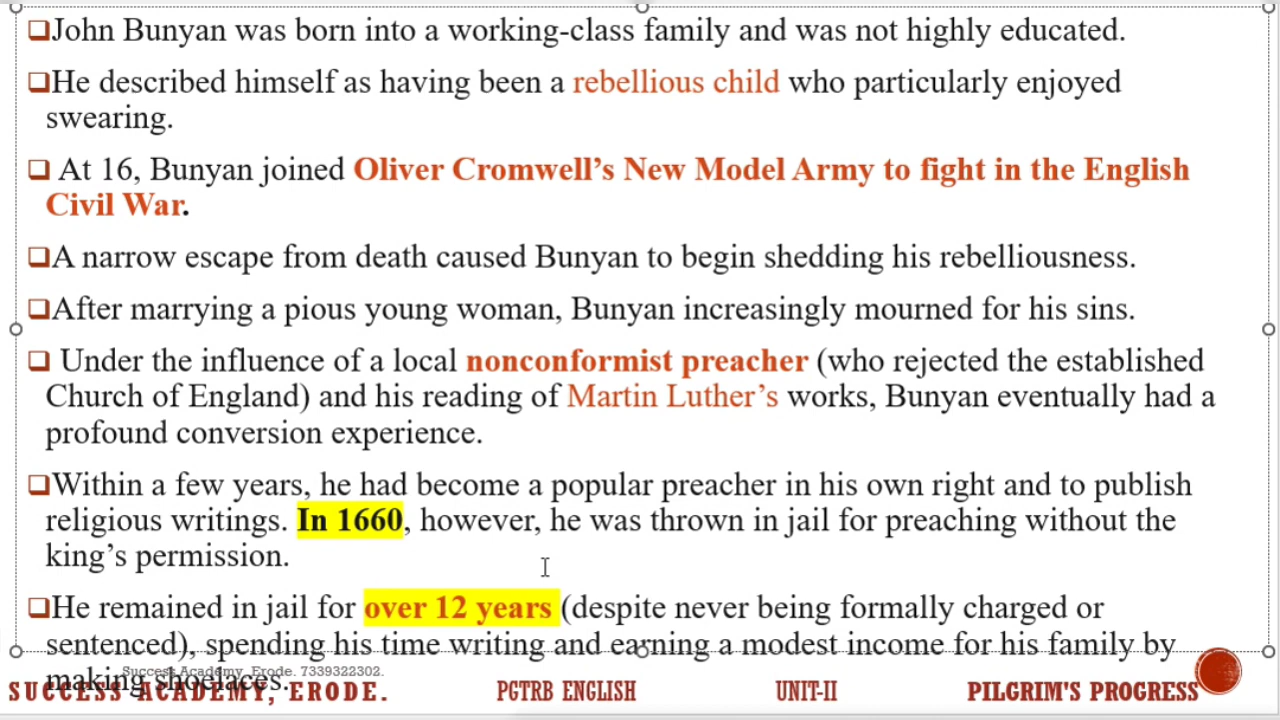 ❑John Bunyan was born into a working-class family and was not highly educated.
❑He described himself as having been a rebellious child who particularly enjoyed
swearing.
❑ At 16, Bunyan joined Oliver Cromwell’s New Model Army to fight in the English
Civil War.
❑A narrow escape from death caused Bunyan to begin shedding his rebelliousness.
❑After marrying a pious young woman, Bunyan increasingly mourned for his sins.
❑ Under the influence of a local nonconformist preacher (who rejected the established
Church of England) and his reading of Martin Luther’s works, Bunyan eventually had a
profound conversion experience.
❑Within a few years, he had become a popular preacher in his own right and to publish
religious writings. In 1660, however, he was thrown in jail for preaching without the
king’s permission.
❑He remained in jail for over 12 years (despite never being formally charged or
sentenced), spending his time writing and earning a modest income for his family by
making shoelaces.
Success Academy, Erode. 7339322302.
SUCCESS ACADEMY, ERODE. PGTRB ENGLISH UNIT-II PILGRIM'S PROGRESS